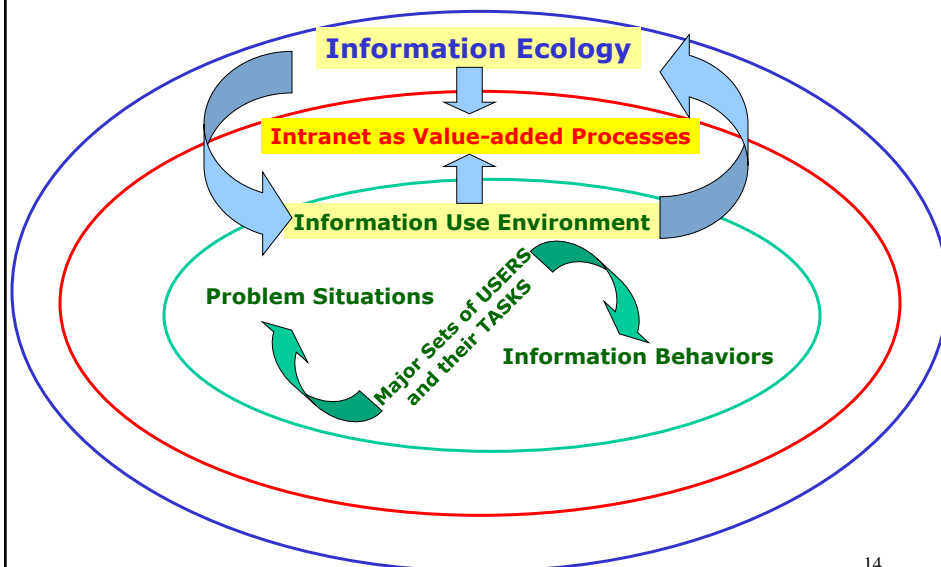 Information Ecology
Intranet as Value-added Processes
Information Use Environment
Problem Situations
Major Sets of USERS
and their TASKS
Information Behaviors
14